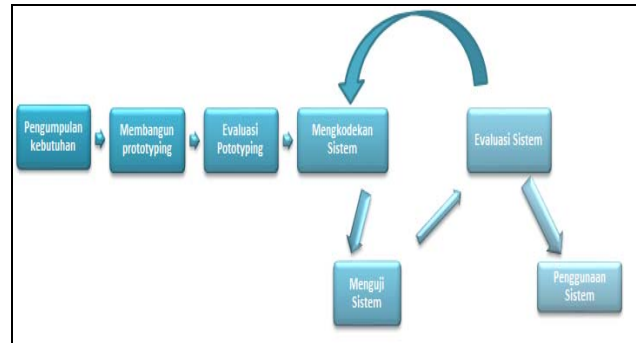 Pengumpulan
kebutuhan
Membangun
prototyping
Evaluasi
Pototyping
Mengkodekan
Sistem
Evaluasi Sistem
Menguji
Sistem
Penggunaan
Sistem